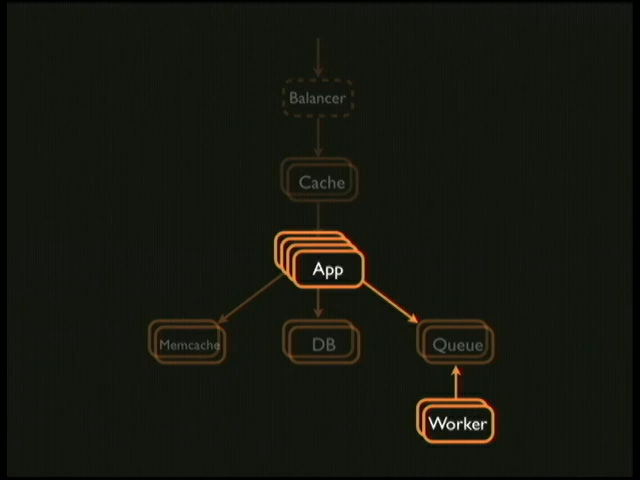 Balancer
Cache
App
Memcache
DB
Queue
Worker